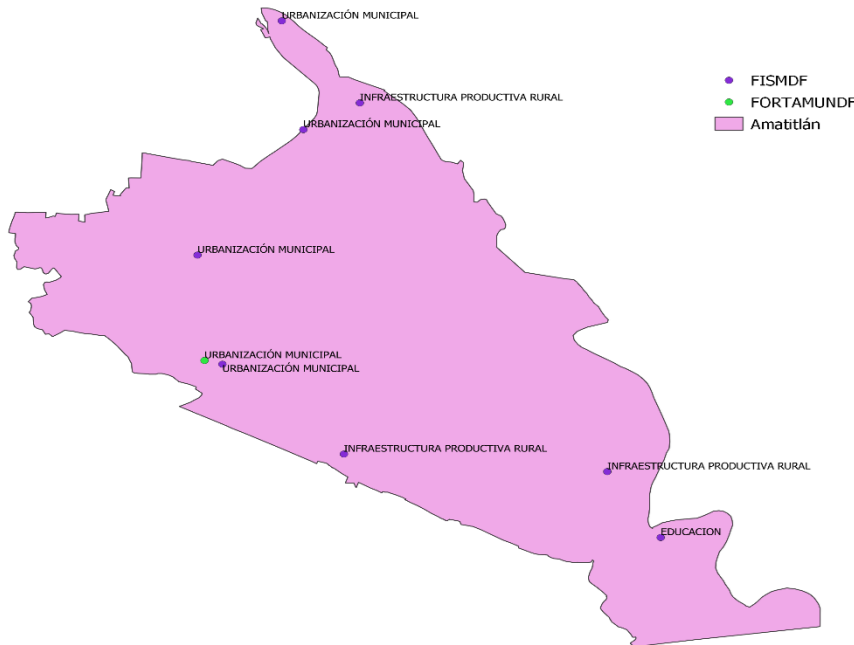 URBANIZACIÓN MUNICIPAL
FISMDF
INFRAESTRUCTURA PRODUCTIVA RURAL
FORTAMUNDF
URBANIZACIÓN MUNICIPAL
Amatitlán
URBANIZACIÓN MUNICIPAL
URBANIZACIÓN MUNICIPAL
URBANIZACIÓN MUNICIPAL
INFRAESTRUCTURA PRODUCTIVA RURAL
INFRAESTRUCTURA PRODUCTIVA RURAL
EDUCACION